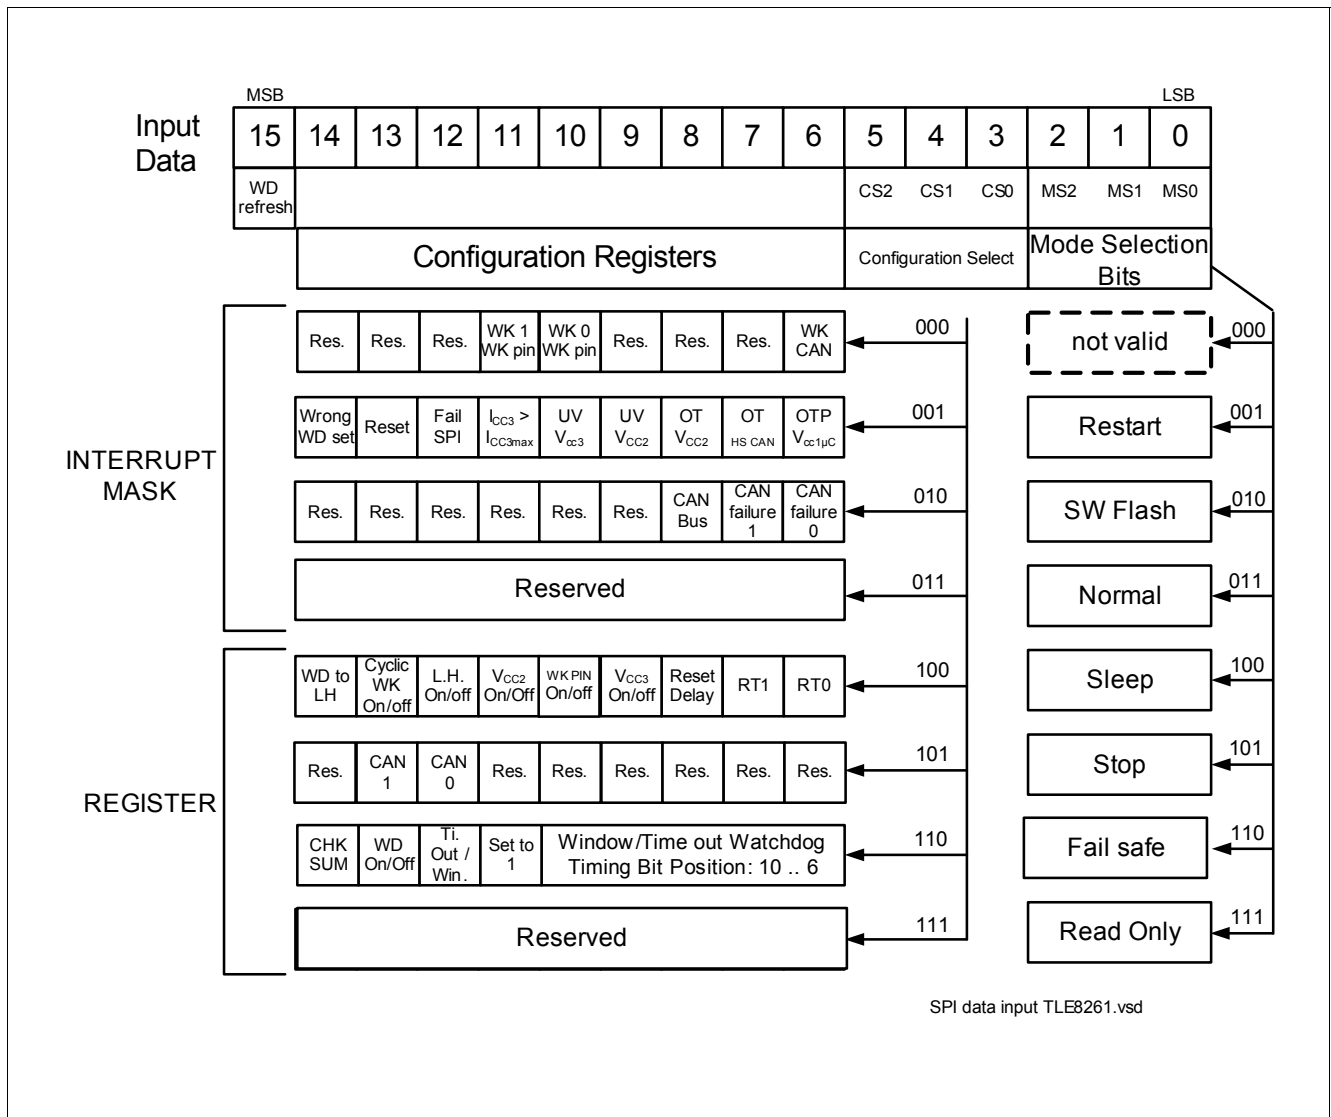 MSB LSB
Input Data 15 14 13 12 11 10 9 8 7 6 5 4 3 2 1 0
WD refresh CS2 CS1 CS0 MS2 MS1 MS0
Configuration Registers Configuration Select Mode Selection Bits
INTERRUPT MASK
Res. Res. Res. WK 1 WK pin WK 0 WK pin Res. Res. Res. WK CAN 000 not valid 000
Wrong WD set Reset Fail SPI ICC3 > ICC3max UV Vcc3 UV VCC2 OT VCC2 OT HS CAN OTP Vcc1µC 001 Restart 001
Res. Res. Res. Res. Res. Res. CAN Bus CAN failure 1 CAN failure 0 010 SW Flash 010
Reserved 011 Normal 011
REGISTER
WD to LH Cyclic WK On/off L.H. On/off VCC2 On/Off WK PIN On/off VCC3 On/off Reset Delay RT1 RT0 100 Sleep 100
Res. CAN 1 CAN 0 Res. Res. Res. Res. Res. Res. 101 Stop 101
CHK SUM WD On/Off Ti. Out / Win. Set to 1 Window/Time out Watchdog Timing Bit Position: 10 .. 6 110 Fail safe 110
Reserved 111 Read Only 111
SPI data input TLE8261.vsd